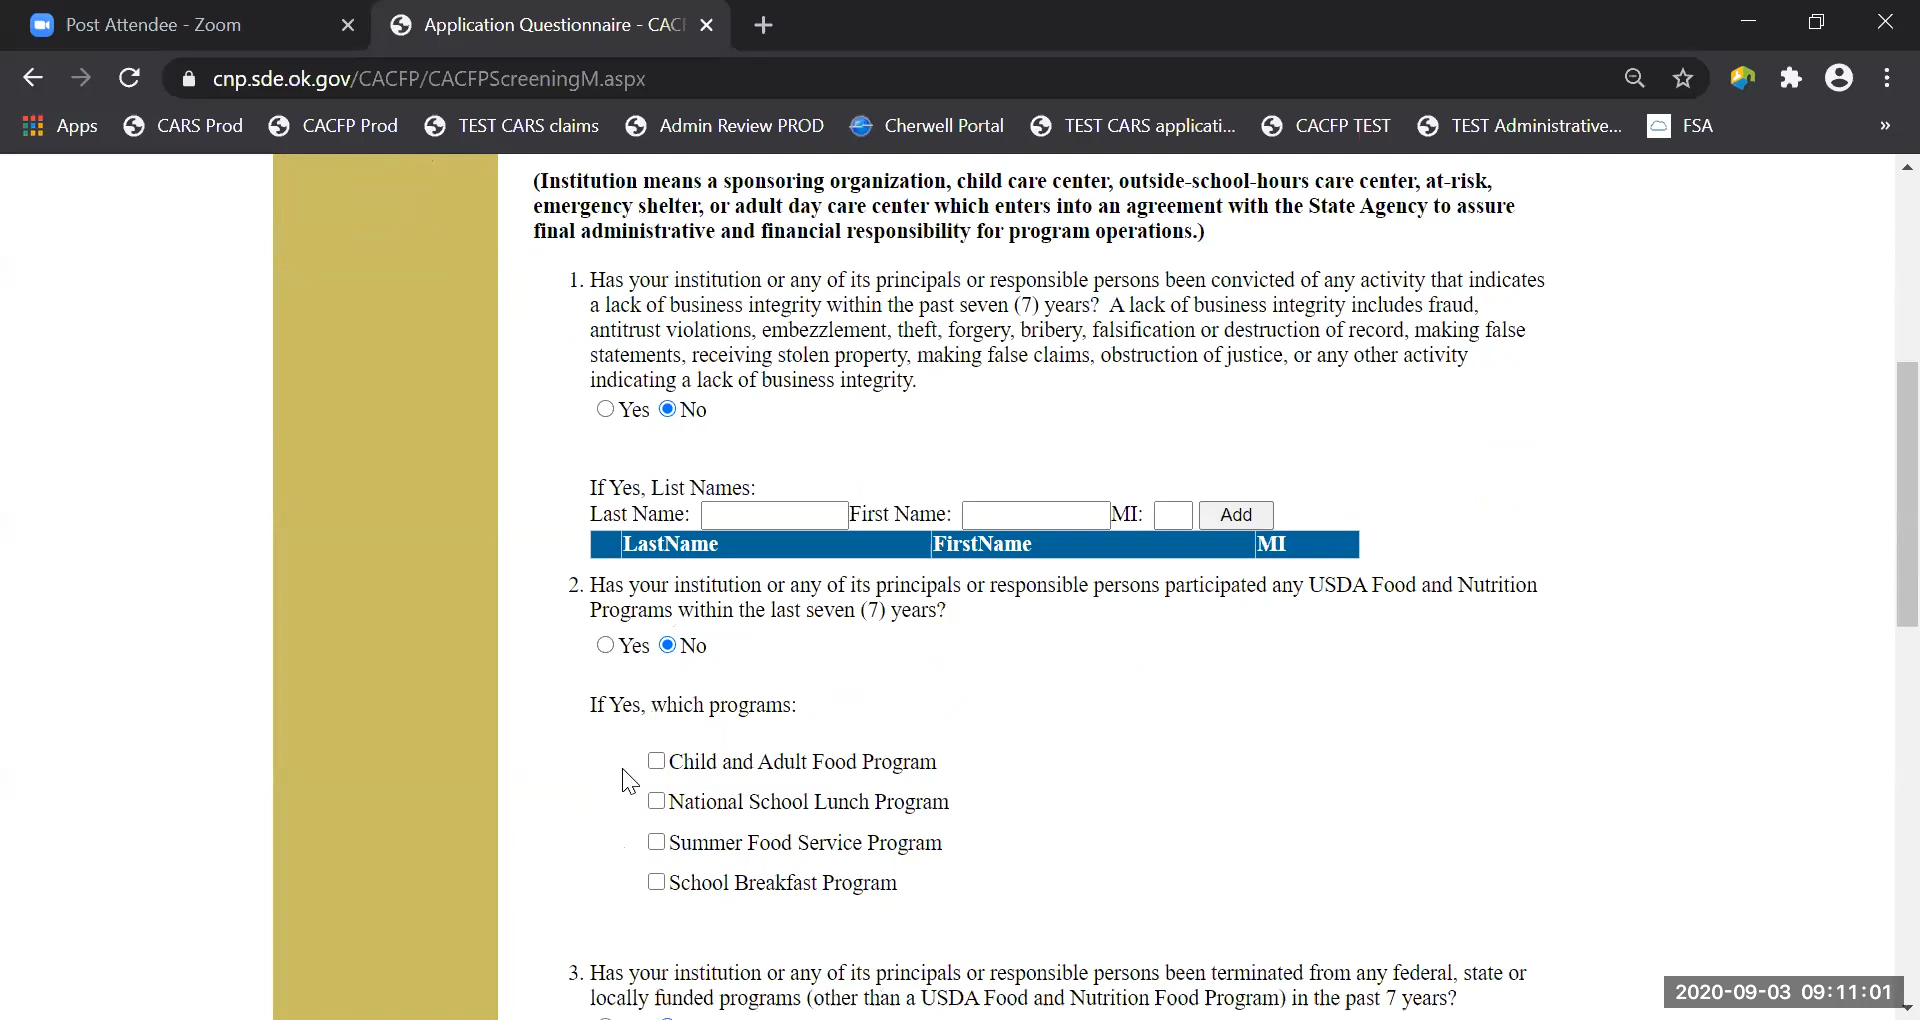 Post Attendee - Zoom
Application Questionnaire - CACF
cnp.sde.ok.gov/CACFP/CACFPScreeningM.aspx
Apps CARS Prod CACFP Prod TEST CARS claims Admin Review PROD Cherwell Portal TEST CARS applicati... CACFP TEST TEST Administrative... FSA »
(Institution means a sponsoring organization, child care center, outside-school-hours care center, at-risk,
emergency shelter, or adult day care center which enters into an agreement with the State Agency to assure
final administrative and financial responsibility for program operations.)
1. Has your institution or any of its principals or responsible persons been convicted of any activity that indicates
a lack of business integrity within the past seven (7) years? A lack of business integrity includes fraud,
antitrust violations, embezzlement, theft, forgery, bribery, falsification or destruction of record, making false
statements, receiving stolen property, making false claims, obstruction of justice, or any other activity
indicating a lack of business integrity.
Yes No
If Yes, List Names:
Last Name: First Name: MI: Add
LastName FirstName MI
2. Has your institution or any of its principals or responsible persons participated any USDA Food and Nutrition
Programs within the last seven (7) years?
Yes No
If Yes, which programs:
Child and Adult Food Program
National School Lunch Program
Summer Food Service Program
School Breakfast Program
3. Has your institution or any of its principals or responsible persons been terminated from any federal, state or
locally funded programs (other than a USDA Food and Nutrition Food Program) in the past 7 years?
2020-09-03 09:11:01